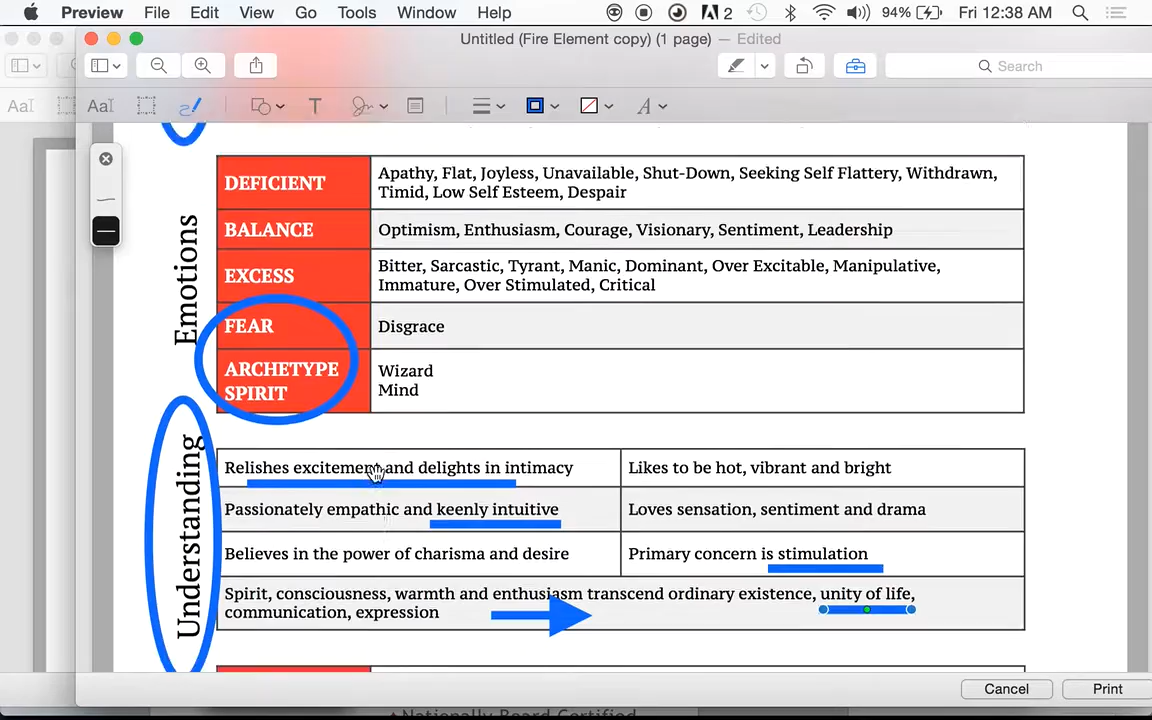 Preview File Edit View Go Tools Window Help 2 94% Fri 12:38 AM
Untitled (Fire Element copy) (1 page) — Edited
Search
AaI AaI T A
DEFICIENT
Apathy, Flat, Joyless, Unavailable, Shut-Down, Seeking Self Flattery, Withdrawn,
Timid, Low Self Esteem, Despair
BALANCE
Optimism, Enthusiasm, Courage, Visionary, Sentiment, Leadership
EXCESS
Bitter, Sarcastic, Tyrant, Manic, Dominant, Over Excitable, Manipulative,
Immature, Over Stimulated, Critical
Emotions
FEAR
Disgrace
ARCHETYPE
SPIRIT
Wizard
Mind
Understanding
Relishes excitement and delights in intimacy
Likes to be hot, vibrant and bright
Passionately empathic and keenly intuitive
Loves sensation, sentiment and drama
Believes in the power of charisma and desire
Primary concern is stimulation
Spirit, consciousness, warmth and enthusiasm transcend ordinary existence, unity of life,
communication, expression
Cancel
Print
Nationally Board Certified